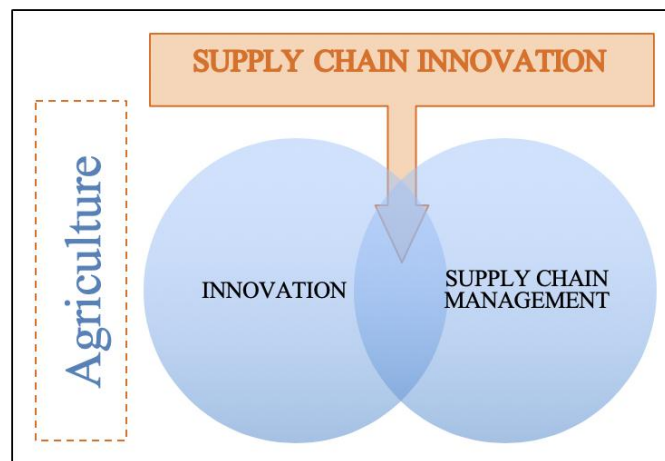 SUPPLY CHAIN INNOVATION
Agriculture
INNOVATION
SUPPLY CHAIN
MANAGEMENT